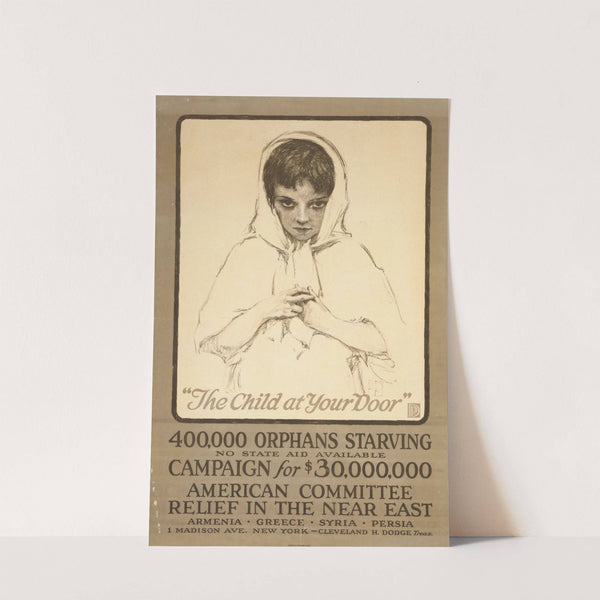 "The Child at Your Door"
400,000 ORPHANS STARVING
NO STATE AID AVAILABLE
CAMPAIGN for $30,000,000
AMERICAN COMMITTEE
RELIEF IN THE NEAR EAST
ARMENIA · GREECE · SYRIA · PERSIA
1 MADISON AVE. NEW YORK — CLEVELAND H. DODGE Treas.